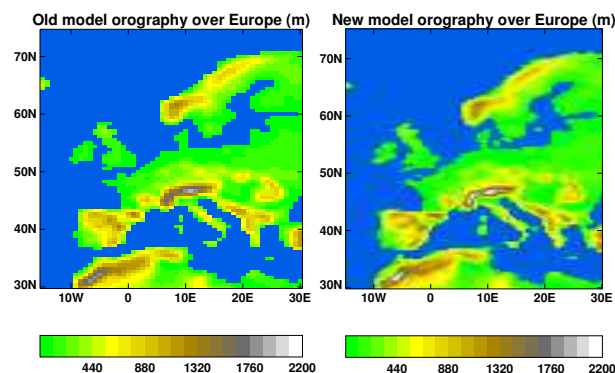 Old model orography over Europe (m)
70N
60N
50N
40N
30N
10W 0 10E 20E 30E
440 880 1320 1760 2200
New model orography over Europe (m)
70N
60N
50N
40N
30N
10W 0 10E 20E 30E
440 880 1320 1760 2200